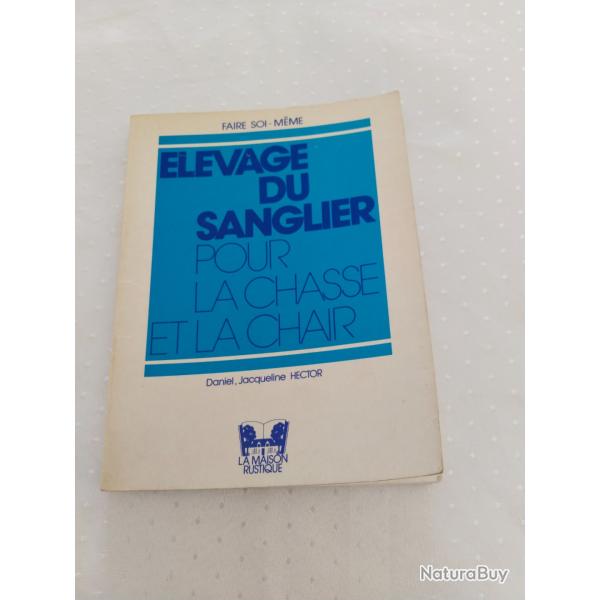 FAIRE SOI-MÊME
ELEVAGE
DU
SANGLIER
POUR
LA CHASSE
ET LA CHAIR
Daniel, Jacqueline HECTOR
LA MAISON
RUSTIQUE
NaturaBuy